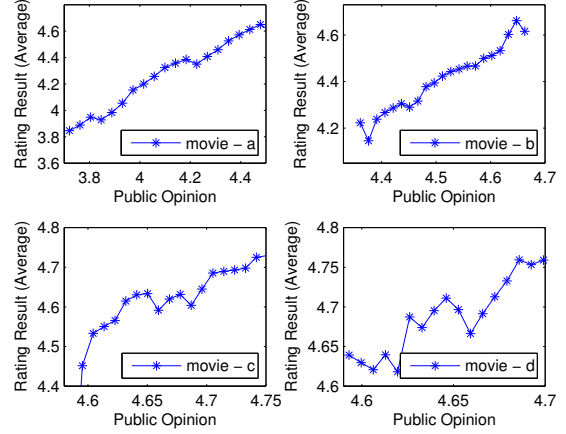 4.6
4.4
4.2
4
3.8
3.6
Rating Result (Average)
3.8 4 4.2 4.4
Public Opinion
movie − a
4.6
4.4
4.2
Rating Result (Average)
4.4 4.5 4.6 4.7
Public Opinion
movie − b
4.8
4.7
4.6
4.5
4.4
Rating Result (Average)
4.6 4.65 4.7 4.75
Public Opinion
movie − c
4.8
4.75
4.7
4.65
4.6
Rating Result (Average)
4.6 4.65 4.7
Public Opinion
movie − d